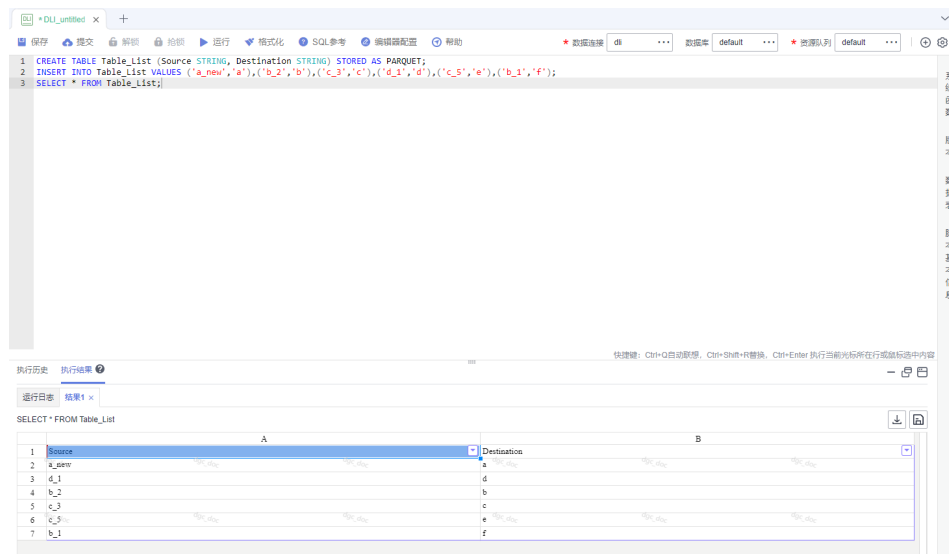 DLI *DLI_untitled × +
保存 提交 解锁 抢锁 运行 格式化 SQL参考 编辑器配置 帮助 * 数据连接 dli ··· 数据库 default ··· * 资源队列 default ···
1 CREATE TABLE Table_List (Source STRING, Destination STRING) STORED AS PARQUET;
2 INSERT INTO Table_List VALUES ('a_new','a'),('b_2','b'),('c_3','c'),('d_1','d'),('c_5','e'),('b_1','f');
3 SELECT * FROM Table_List;
快捷键：Ctrl+Q自动联想，Ctrl+Shift+R替换，Ctrl+Enter 执行当前光标所在行或鼠标选中内容
执行历史 执行结果
运行日志 结果1 ×
SELECT * FROM Table_List
A B
1 Source Destination
2 a_new a
3 d_1 d
4 b_2 b
5 c_3 c
6 c_5 e
7 b_1 f